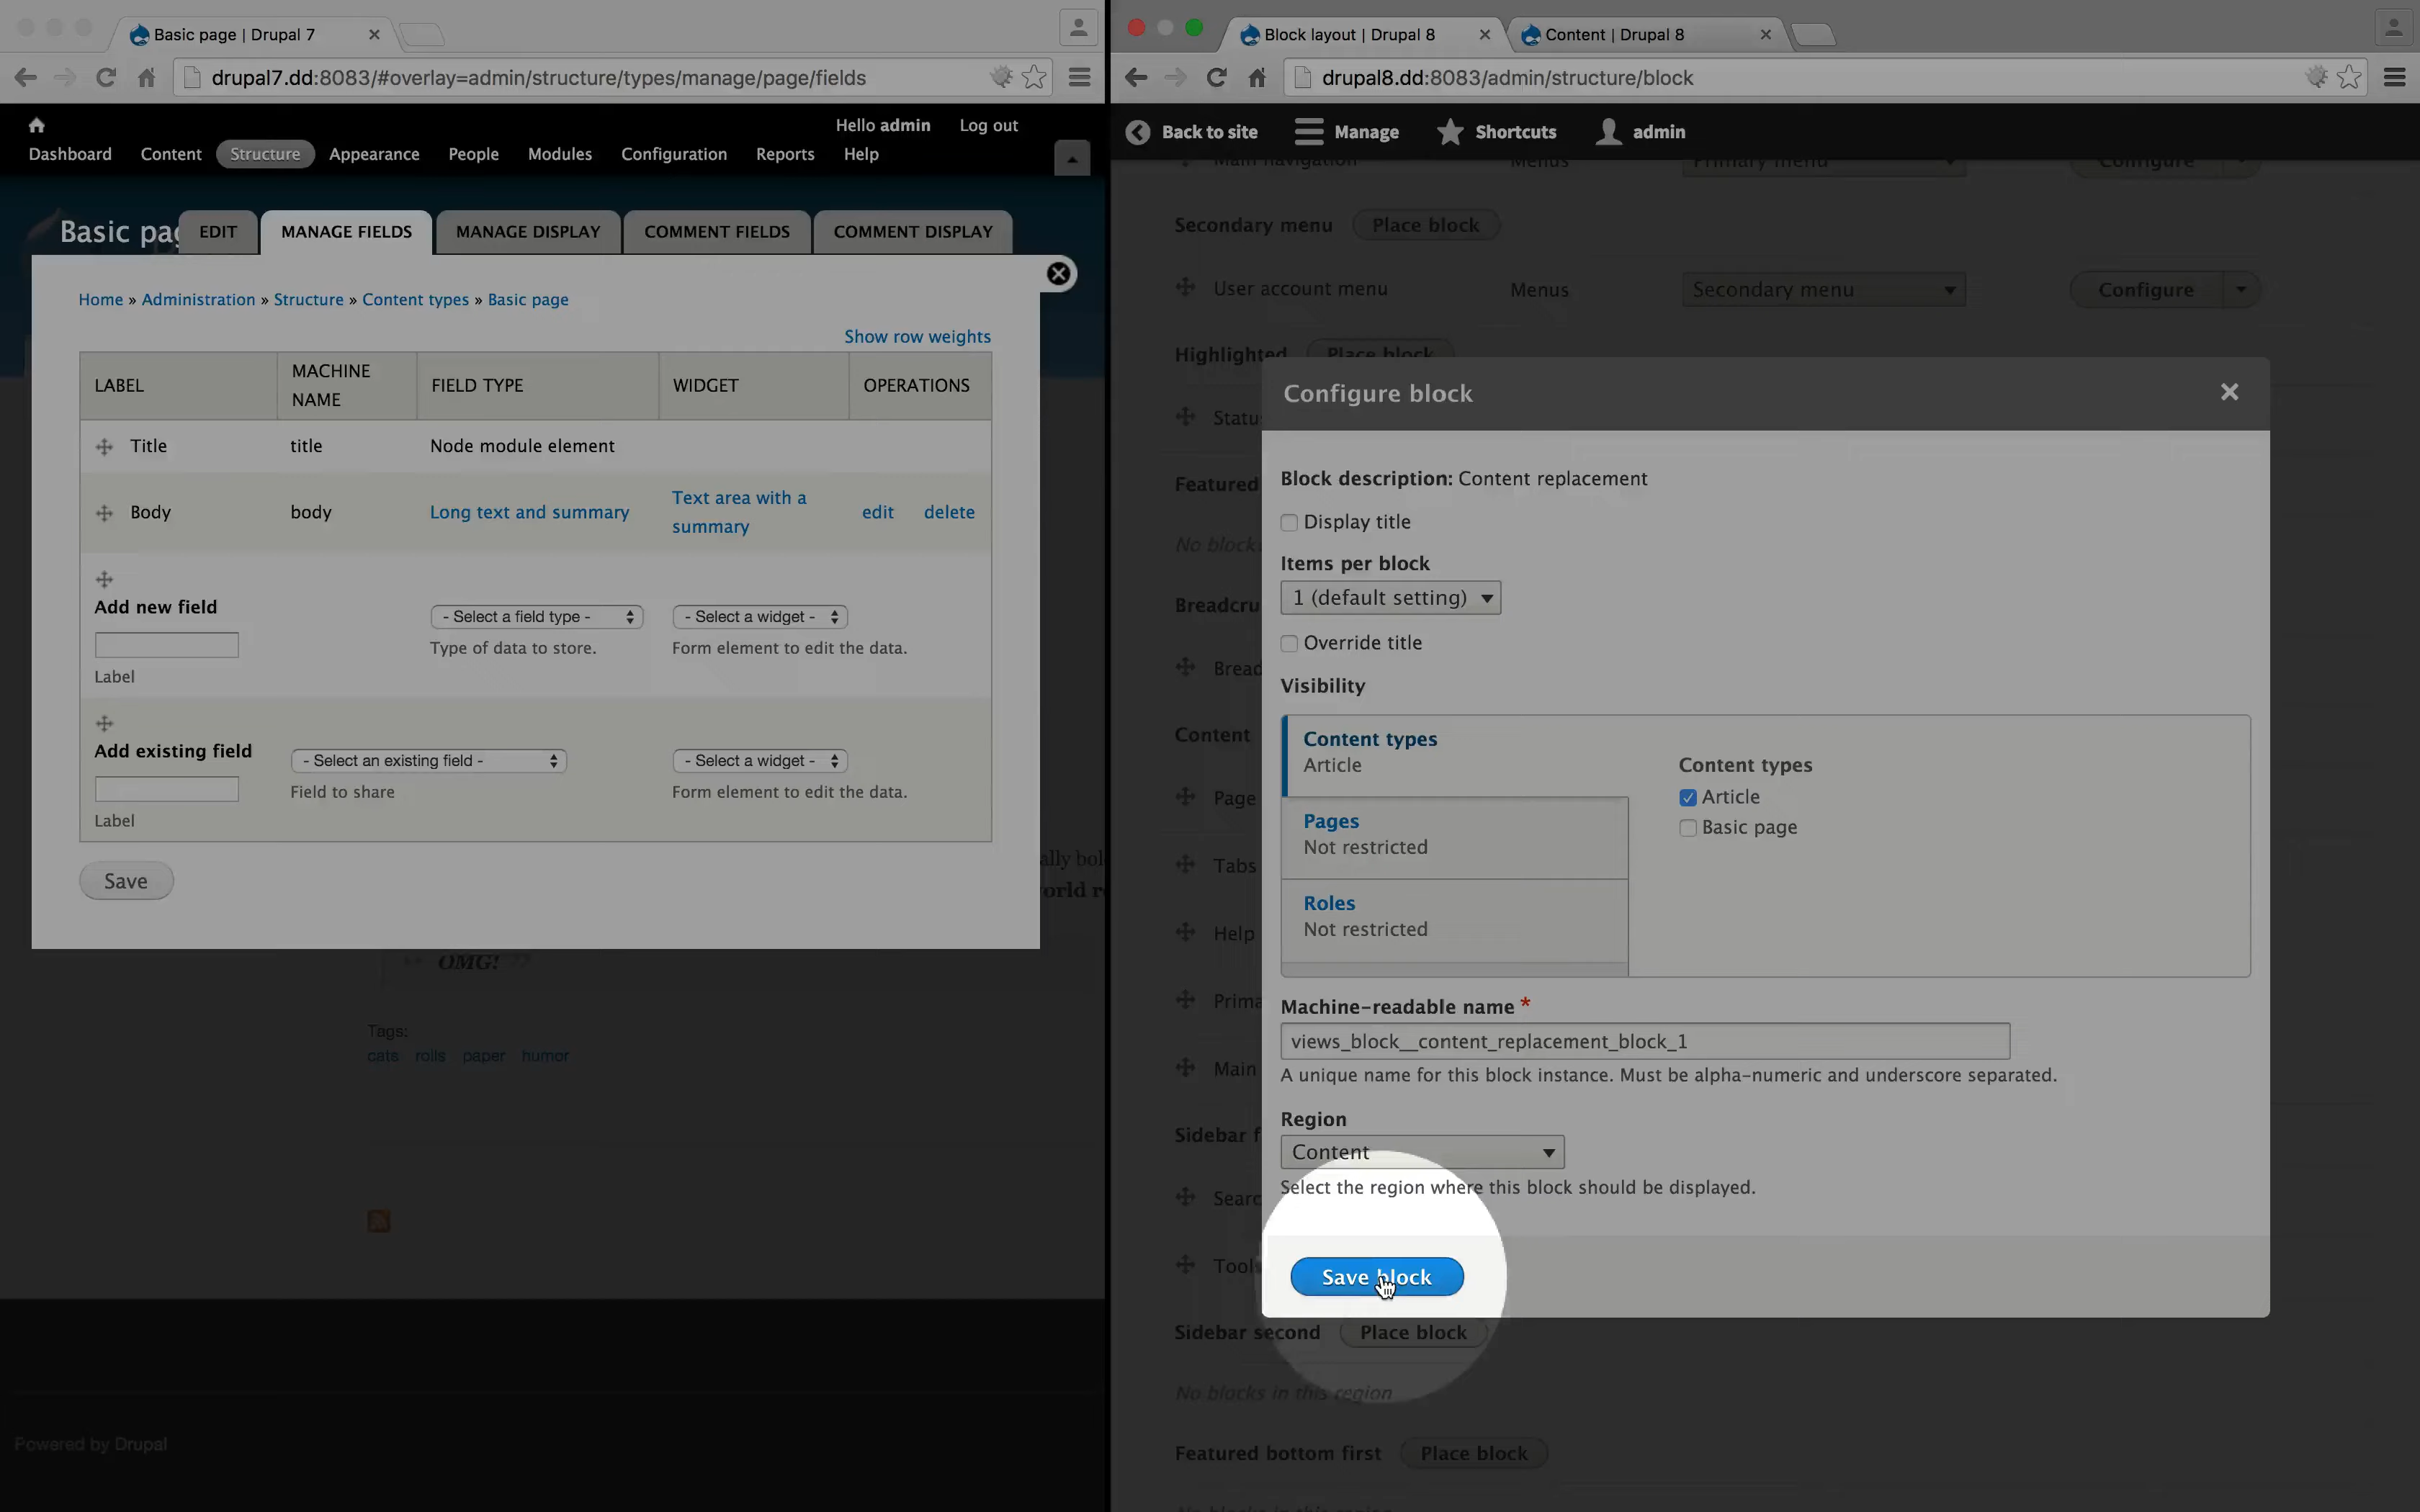 Basic page | Drupal 7
drupal7.dd:8083/#overlay=admin/structure/types/manage/page/fields
Hello admin Log out
Dashboard Content Structure Appearance People Modules Configuration Reports Help
Basic pag EDIT MANAGE FIELDS MANAGE DISPLAY COMMENT FIELDS COMMENT DISPLAY
Home » Administration » Structure » Content types » Basic page
Show row weights
LABEL MACHINE NAME FIELD TYPE WIDGET OPERATIONS
Title title Node module element
Body body Long text and summary Text area with a summary edit delete
Add new field - Select a field type - - Select a widget -
Type of data to store. Form element to edit the data.
Label
Add existing field - Select an existing field - - Select a widget -
Field to share Form element to edit the data.
Label
Save
ally bol
orld r
OMG!
Tags:
cats rolls paper humor
Powered by Drupal
Block layout | Drupal 8 Content | Drupal 8
drupal8.dd:8083/admin/structure/block
Back to site Manage Shortcuts admin
Main navigation Menus Primary menu Configure
Secondary menu Place block
User account menu Menus Secondary menu Configure
Highlighted Place block
Statu
Featured
No block
Breadcru
Bread
Content
Page
Tabs
Help
Prima
Main
Sidebar f
Searc
Tools
Configure block
Block description: Content replacement
Display title
Items per block
1 (default setting)
Override title
Visibility
Content types
Article
Pages
Not restricted
Roles
Not restricted
Content types
Article
Basic page
Machine-readable name *
views_block__content_replacement_block_1
A unique name for this block instance. Must be alpha-numeric and underscore separated.
Region
Content
Select the region where this block should be displayed.
Save block
Sidebar second Place block
No blocks in this region
Featured bottom first Place block
No blocks in this region